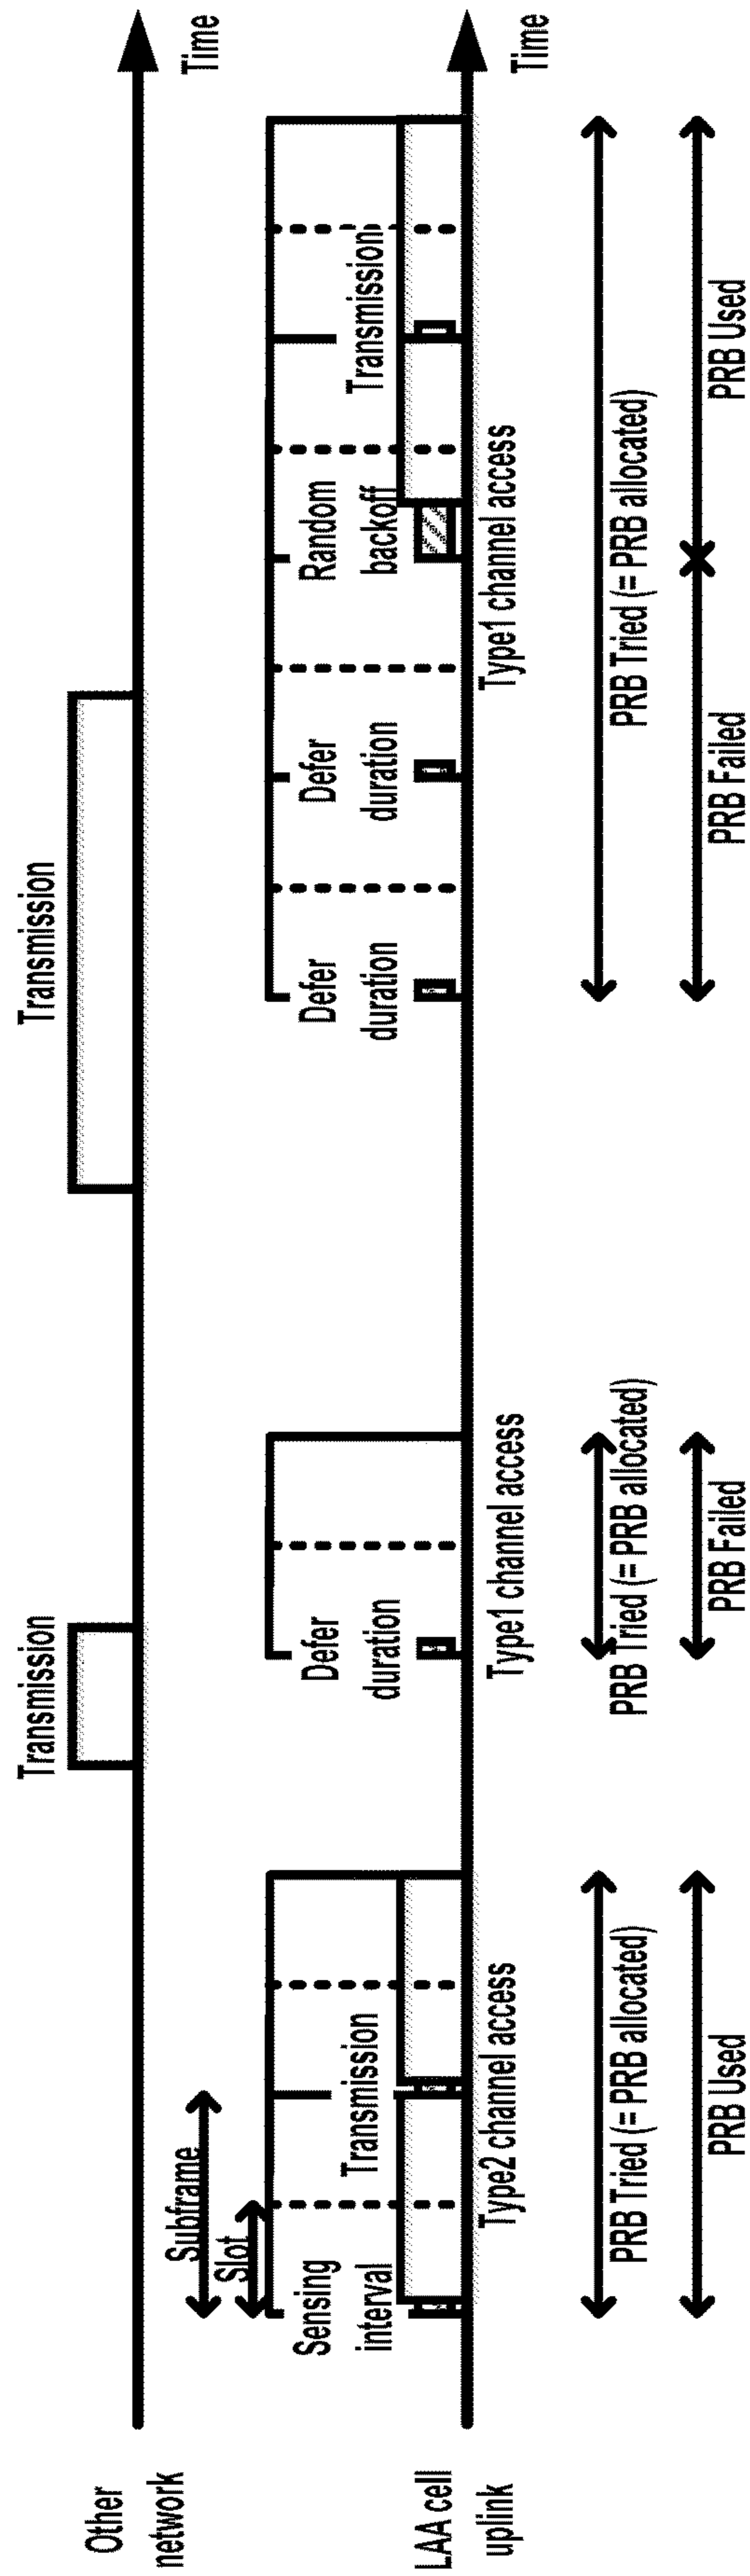 Other
network
Transmission
Transmission
Time
Subframe
Slot
Sensing
interval
Transmission
Defer
duration
Defer
duration
Defer
duration
Random
backoff
Transmission
LAA cell
uplink
Time
Type2 channel access
Type1 channel access
Type1 channel access
PRB Tried (= PRB allocated)
PRB Tried (= PRB allocated)
PRB Tried (= PRB allocated)
PRB Used
PRB Failed
PRB Failed
PRB Used